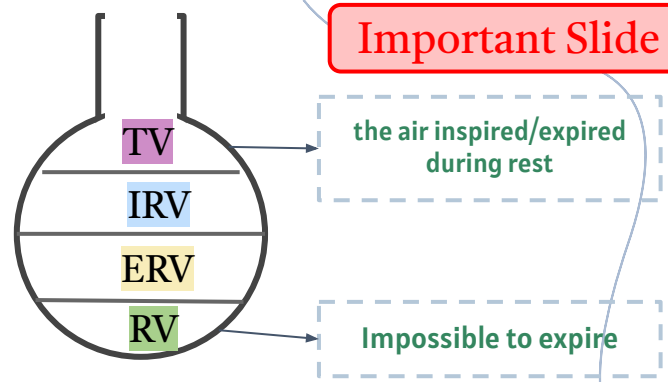 Important Slide
TV
the air inspired/expired
during rest
IRV
ERV
RV
Impossible to expire